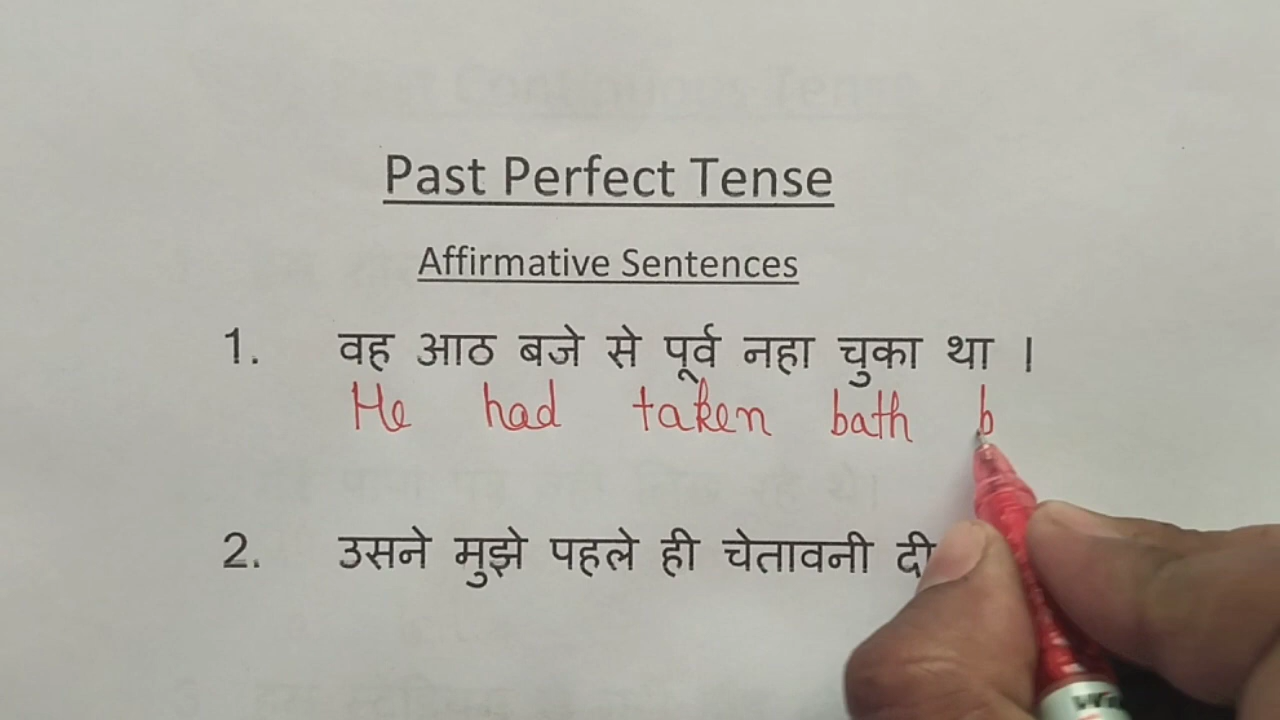 Past Perfect Tense
Affirmative Sentences
1. वह आठ बजे से पूर्व नहा चुका था ।
He had taken bath b
2. उसने मुझे पहले ही चेतावनी दी